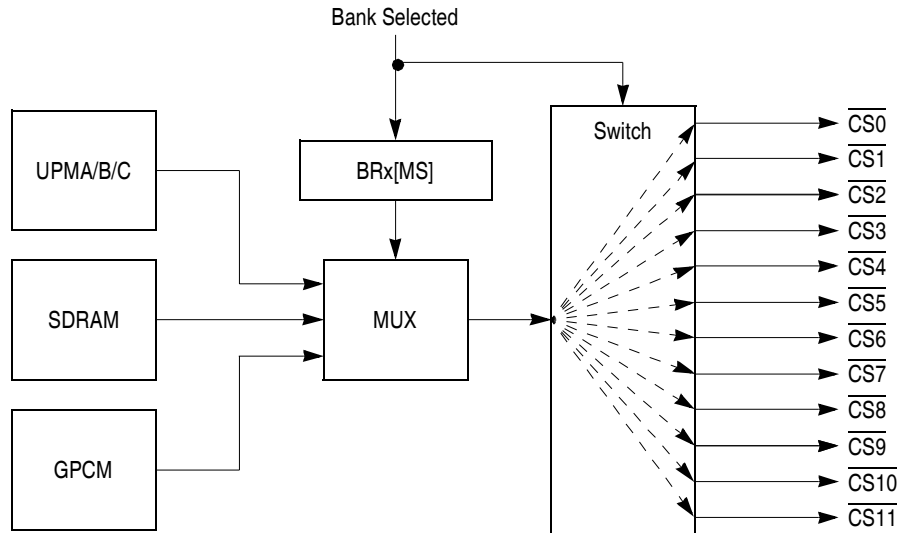 Bank Selected
Switch
BRx[MS]
UPMA/B/C
SDRAM
MUX
GPCM
CS0
CS1
CS2
CS3
CS4
CS5
CS6
CS7
CS8
CS9
CS10
CS11